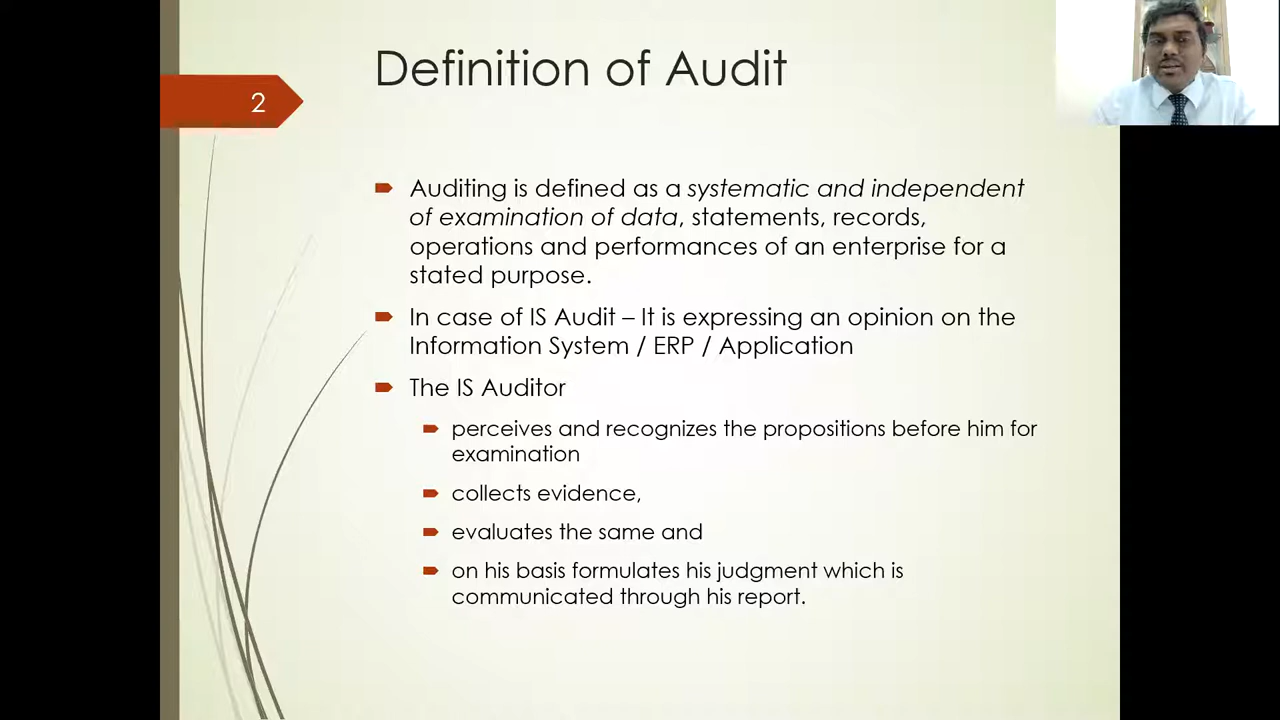 Definition of Audit
2
Auditing is defined as a systematic and independent
of examination of data, statements, records,
operations and performances of an enterprise for a
stated purpose.
In case of IS Audit – It is expressing an opinion on the
Information System / ERP / Application
The IS Auditor
perceives and recognizes the propositions before him for
examination
collects evidence,
evaluates the same and
on his basis formulates his judgment which is
communicated through his report.